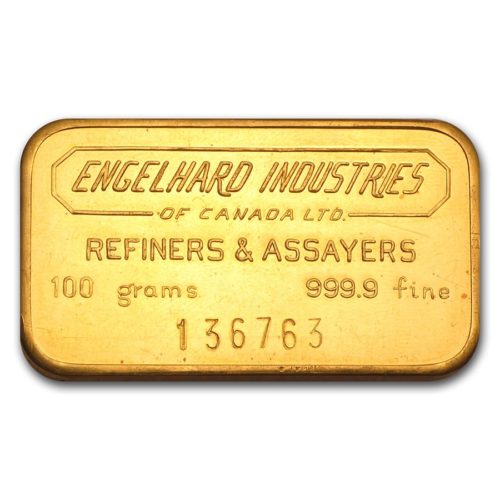 ENGELHARD INDUSTRIES
OF CANADA LTD.
REFINERS & ASSAYERS
100 grams 999.9 fine
136763